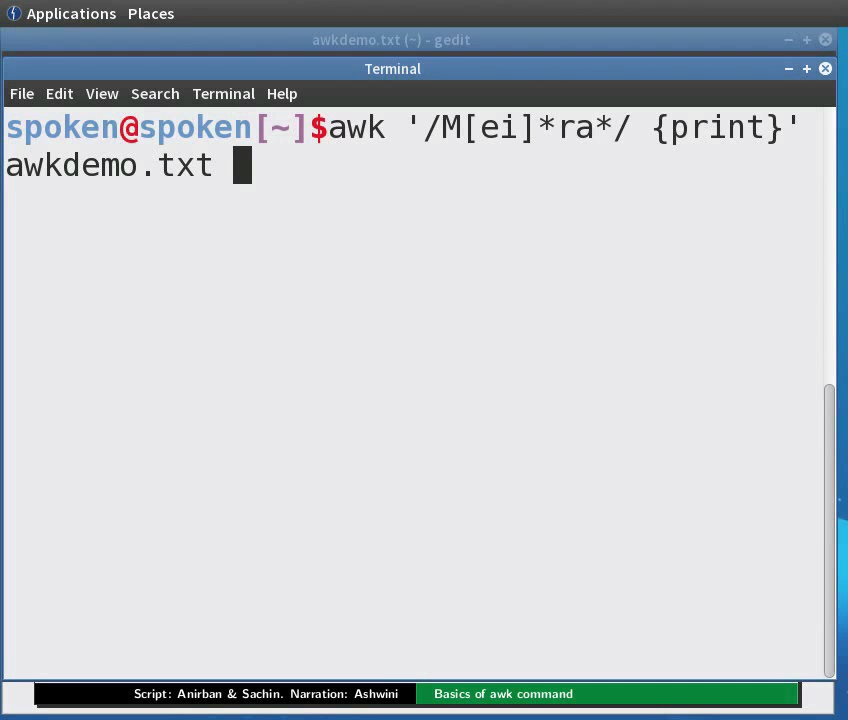 Applications Places
awkdemo.txt (~) - gedit
Terminal
File Edit View Search Terminal Help
spoken@spoken[~]$awk '/M[ei]*ra*/ {print}'
awkdemo.txt
Script: Anirban & Sachin. Narration: Ashwini Basics of awk command